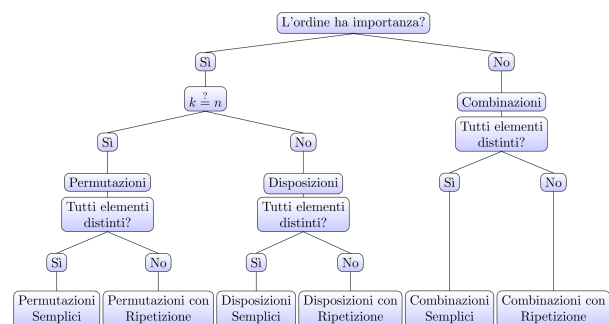 L'ordine ha importanza?
Sì
No
k ?= n
Combinazioni
Tutti elementi
distinti?
Sì
No
Sì
No
Permutazioni
Disposizioni
Tutti elementi
distinti?
Tutti elementi
distinti?
Sì
No
Sì
No
Permutazioni
Semplici
Permutazioni con
Ripetizione
Disposizioni
Semplici
Disposizioni con
Ripetizione
Combinazioni
Semplici
Combinazioni con
Ripetizione